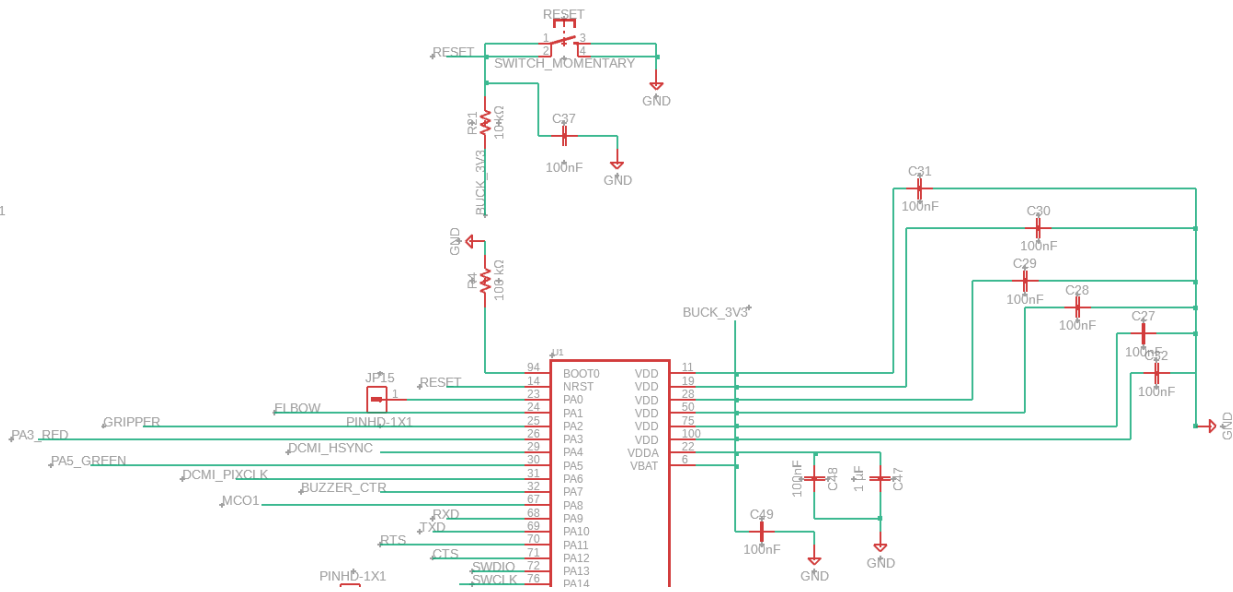 RESET
1 3
2 4
RESET
SWITCH_MOMENTARY
GND
10 kΩ
C37
100nF
GND
BUCK_3V3
1
GND
100 kΩ
C31
100nF
C30
100nF
C29
100nF
C28
100nF
C27
100nF
C32
100nF
GND
BUCK_3V3
U1
94 BOOT0 VDD 11
RESET 14 NRST VDD 19
JP15 1 23 PA0 VDD 28
PINHD-1X1
ELBOW 24 PA1 VDD 50
GRIPPER 25 PA2 VDD 75
PA3_RED 26 PA3 VDD 100
DCMI_HSYNC 29 PA4 VDDA 22
PA5_GREEN 30 PA5 VBAT 6
DCMI_PIXCLK 31 PA6
BUZZER_CTR 32 PA7
MCO1 67 PA8
RXD 68 PA9
TXD 69 PA10
RTS 70 PA11
CTS 71 PA12
SWDIO 72 PA13
SWCLK 76 PA14
PINHD-1X1
100nF
C48
1 µF
C47
C49
100nF
GND
GND